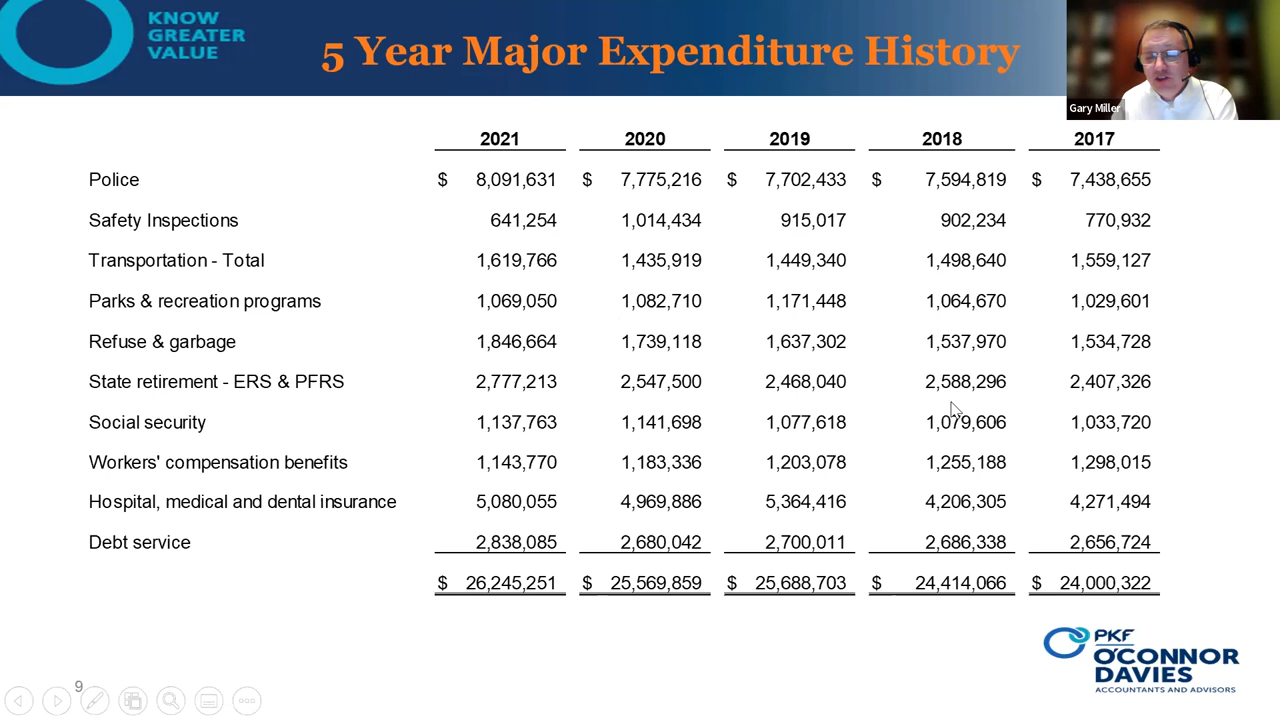 KNOW
GREATER
VALUE
5 Year Major Expenditure History
Gary Miller
2021 2020 2019 2018 2017
Police $ 8,091,631 $ 7,775,216 $ 7,702,433 $ 7,594,819 $ 7,438,655
Safety Inspections 641,254 1,014,434 915,017 902,234 770,932
Transportation - Total 1,619,766 1,435,919 1,449,340 1,498,640 1,559,127
Parks & recreation programs 1,069,050 1,082,710 1,171,448 1,064,670 1,029,601
Refuse & garbage 1,846,664 1,739,118 1,637,302 1,537,970 1,534,728
State retirement - ERS & PFRS 2,777,213 2,547,500 2,468,040 2,588,296 2,407,326
Social security 1,137,763 1,141,698 1,077,618 1,079,606 1,033,720
Workers' compensation benefits 1,143,770 1,183,336 1,203,078 1,255,188 1,298,015
Hospital, medical and dental insurance 5,080,055 4,969,886 5,364,416 4,206,305 4,271,494
Debt service 2,838,085 2,680,042 2,700,011 2,686,338 2,656,724
$ 26,245,251 $ 25,569,859 $ 25,688,703 $ 24,414,066 $ 24,000,322
PKF
O'CONNOR
DAVIES
ACCOUNTANTS AND ADVISORS
9